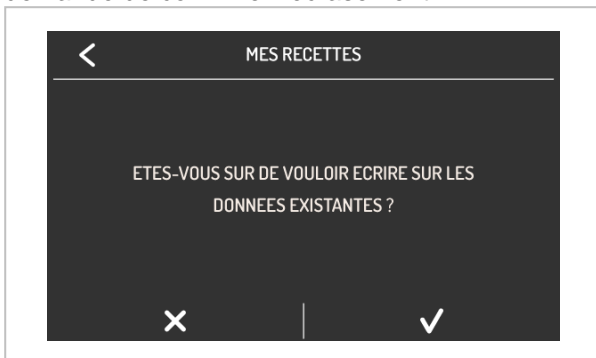 MES RECETTES
ETES-VOUS SUR DE VOULOIR ECRIRE SUR LES
DONNEES EXISTANTES ?